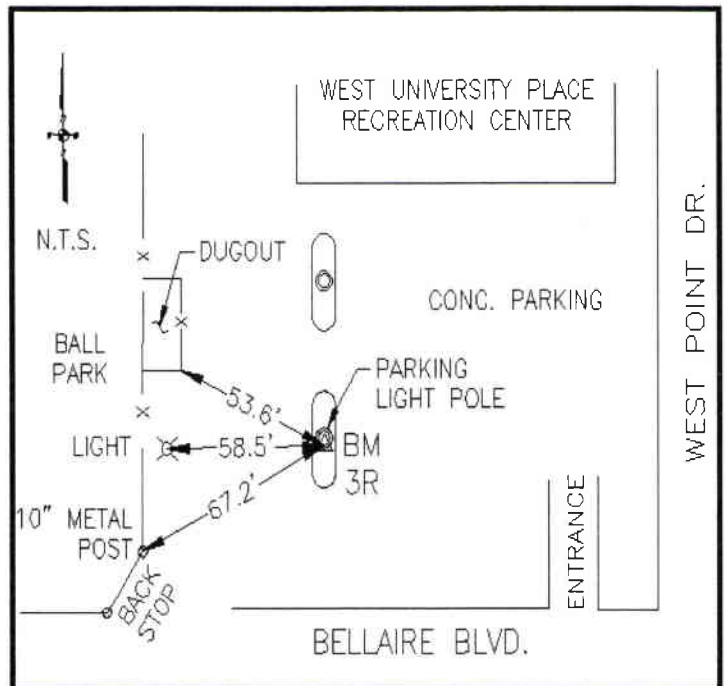 WEST UNIVERSITY PLACE
RECREATION CENTER
WEST POINT DR.
N.T.S.
DUGOUT
CONC. PARKING
BALL
PARK
PARKING
LIGHT POLE
53.6'
LIGHT
58.5'
BM
3R
67.2'
10" METAL
POST
ENTRANCE
BACK
STOP
BELLAIRE BLVD.